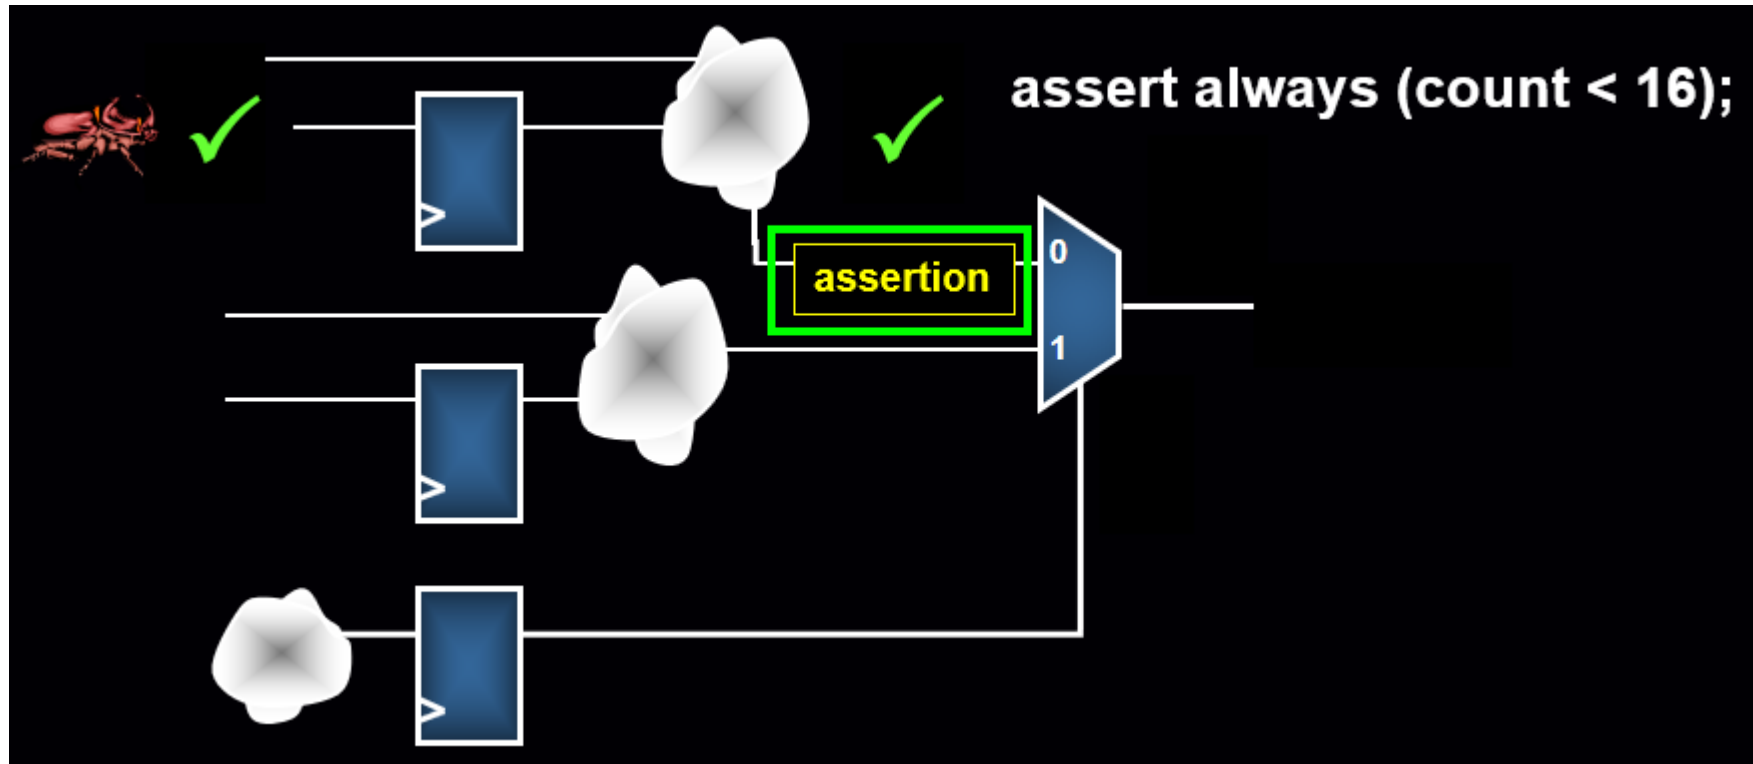 assert always (count < 16);
>
0
assertion
1
>
>